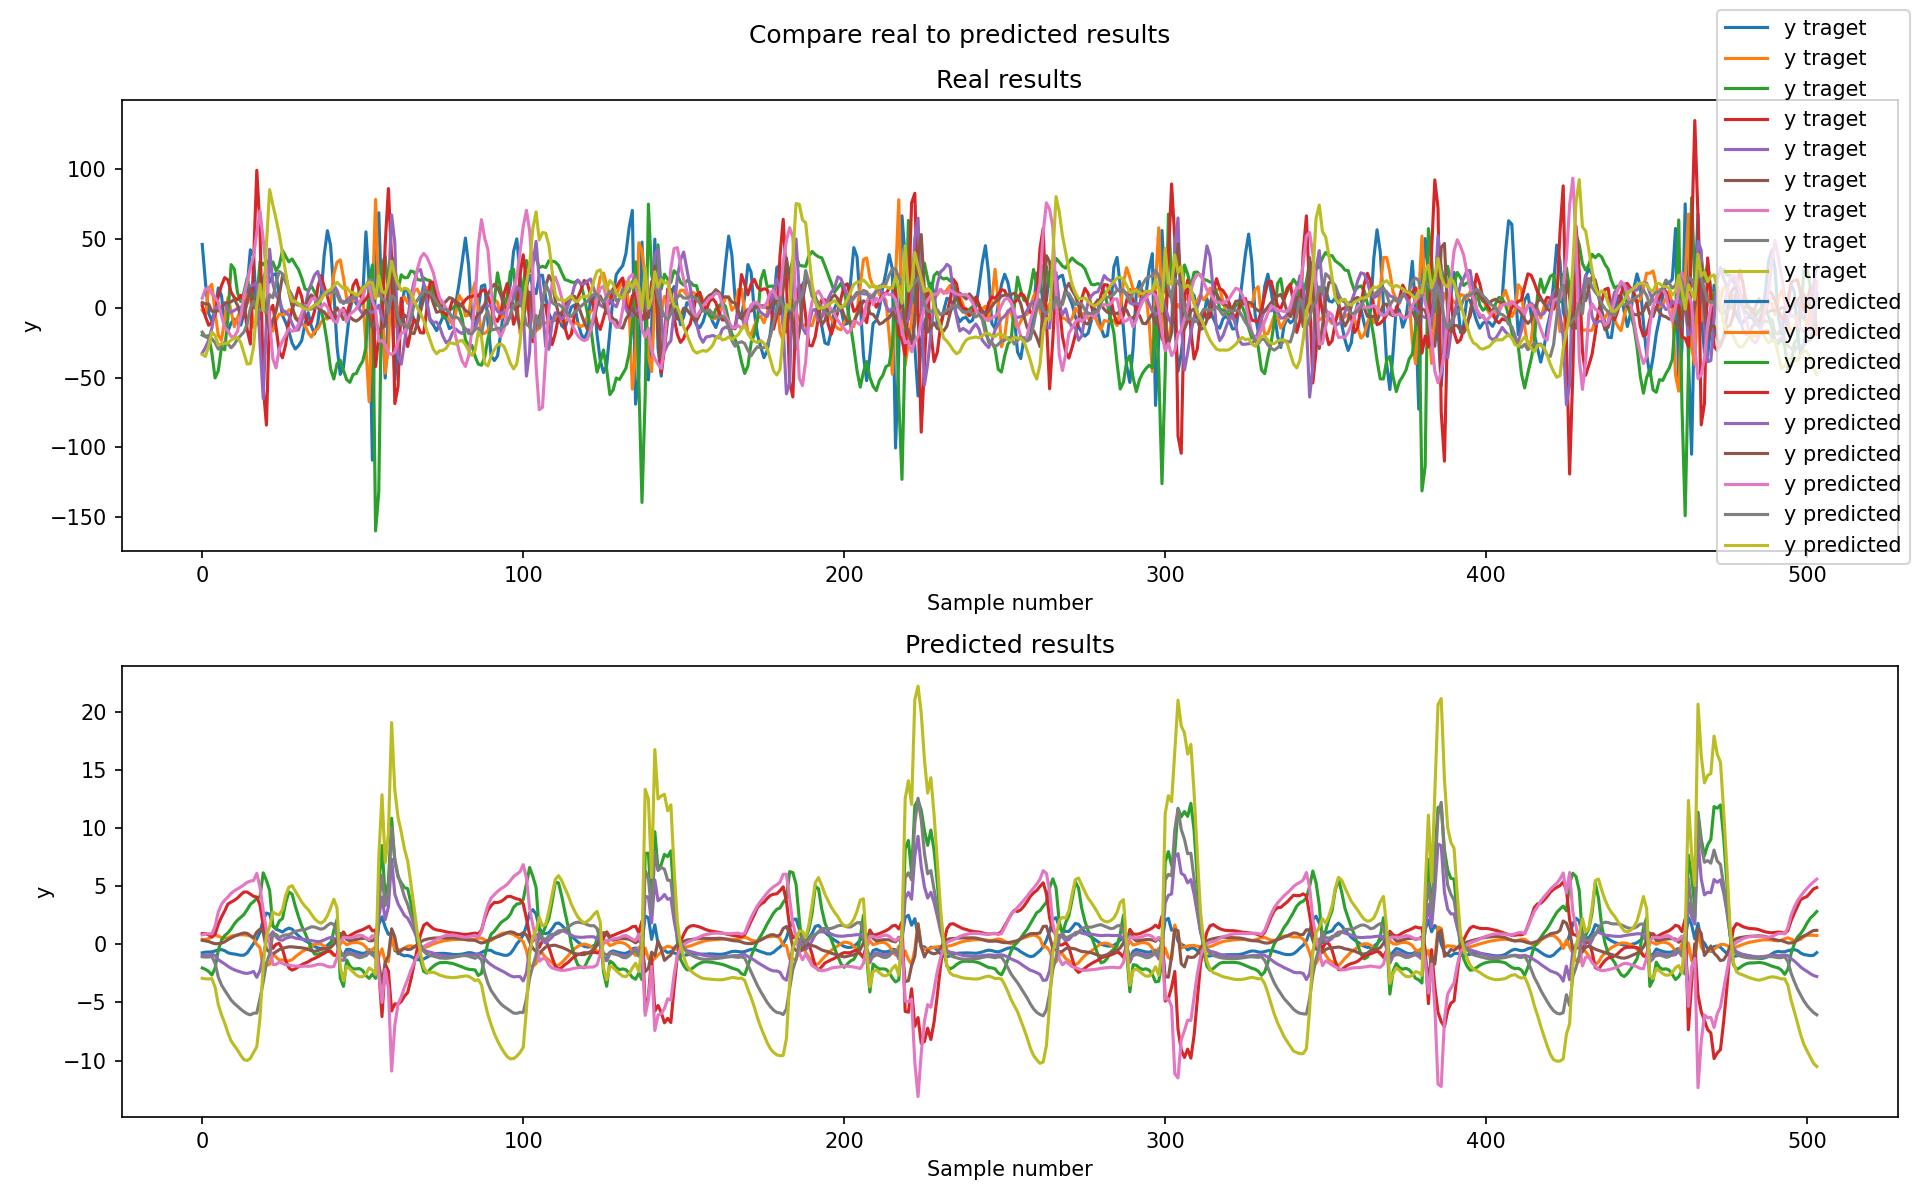 Compare real to predicted results
Real results
y traget
y traget
y traget
y traget
y traget
y traget
y traget
y traget
y traget
y predicted
y predicted
y predicted
y predicted
y predicted
y predicted
y predicted
y predicted
y predicted
y
100
50
0
−50
−100
−150
0 100 200 300 400 500
Sample number
Predicted results
y
20
15
10
5
0
−5
−10
0 100 200 300 400 500
Sample number